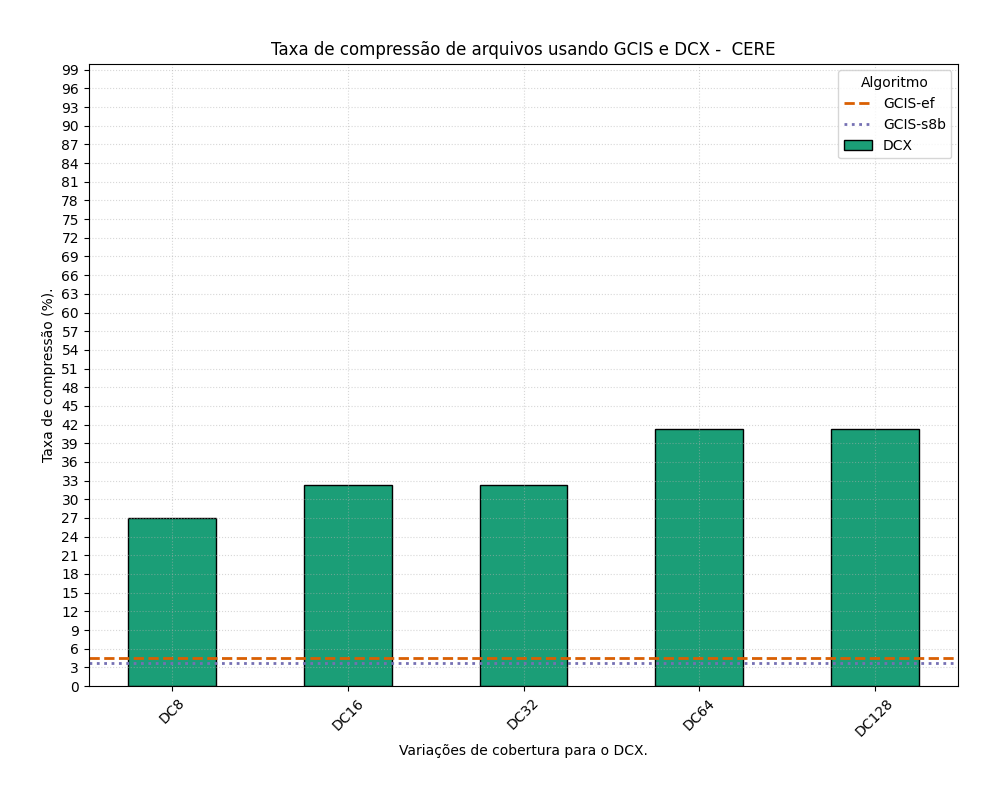 Taxa de compressão de arquivos usando GCIS e DCX -  CERE
Algoritmo
GCIS-ef
GCIS-s8b
DCX
Taxa de compressão (%).
99
96
93
90
87
84
81
78
75
72
69
66
63
60
57
54
51
48
45
42
39
36
33
30
27
24
21
18
15
12
9
6
3
0
DC8
DC16
DC32
DC64
DC128
Variações de cobertura para o DCX.